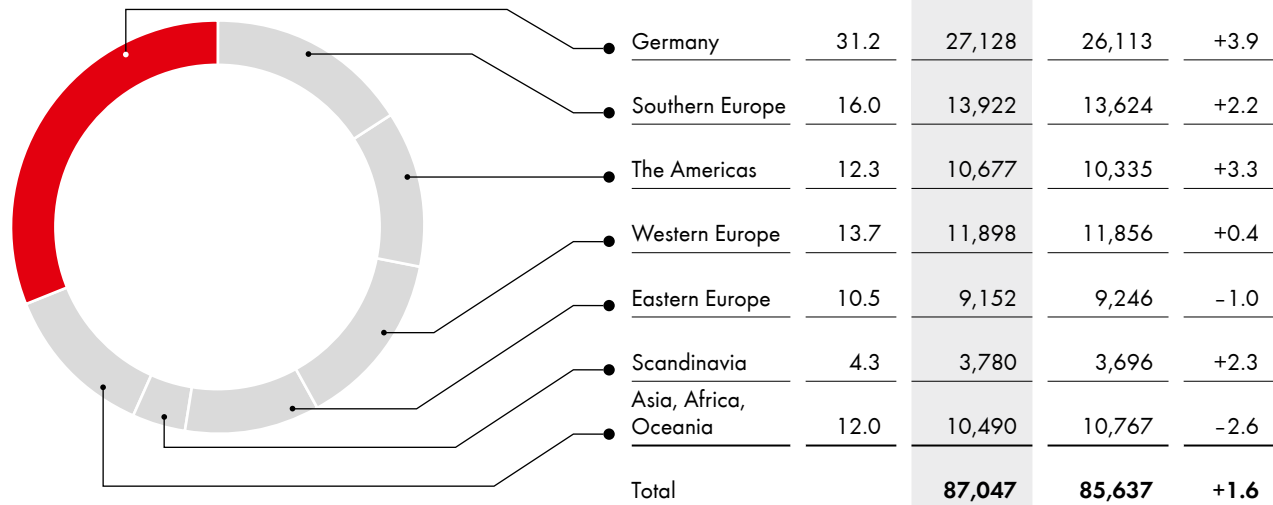 Germany 31.2 27,128 26,113 +3.9
Southern Europe 16.0 13,922 13,624 +2.2
The Americas 12.3 10,677 10,335 +3.3
Western Europe 13.7 11,898 11,856 +0.4
Eastern Europe 10.5 9,152 9,246 –1.0
Scandinavia 4.3 3,780 3,696 +2.3
Asia, Africa,
Oceania 12.0 10,490 10,767 –2.6
Total 87,047 85,637 +1.6